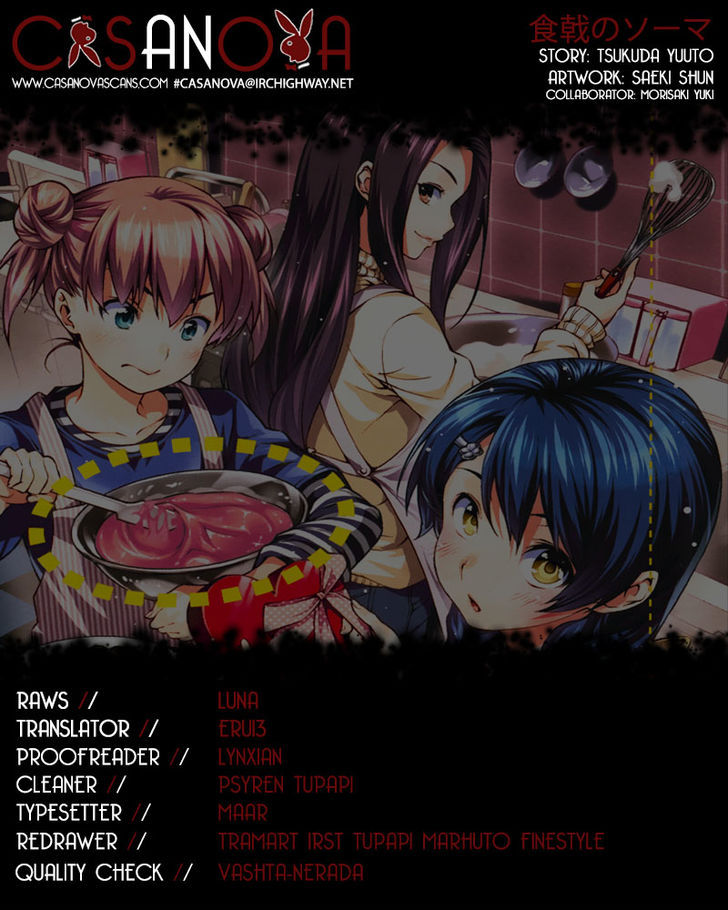 CASANOVA
WWW.CASANOVASCANS.COM #CASANOVA@IRCHIGHWAY.NET
食戟のソーマ
STORY: TSUKUDA YUUTO
ARTWORK: SAEKI SHUN
COLLABORATOR: MORISAKI YUKI
RAWS // LUNA
TRANSLATOR // ERUI3
PROOFREADER // LYNXIAN
CLEANER // PSYREN TUPAPI
TYPESETTER // MAAR
REDRAWER // TRAMART IRST TUPAPI MARHUTO FINESTYLE
QUALITY CHECK // VASHTA-NERADA